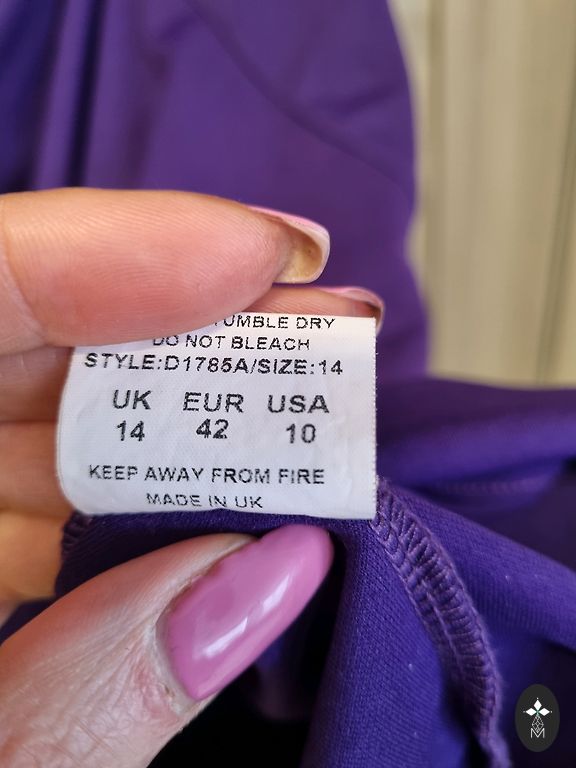 TUMBLE DRY
DO NOT BLEACH
STYLE:D1785A/SIZE:14
UK EUR USA
14 42 10
KEEP AWAY FROM FIRE
MADE IN UK
M